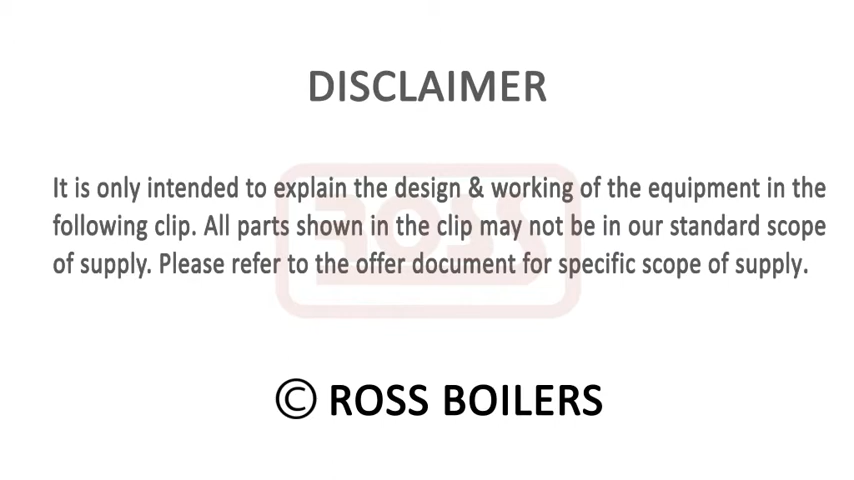 DISCLAIMER
It is only intended to explain the design & working of the equipment in the
following clip. All parts shown in the clip may not be in our standard scope
of supply. Please refer to the offer document for specific scope of supply.
ROSS
© ROSS BOILERS